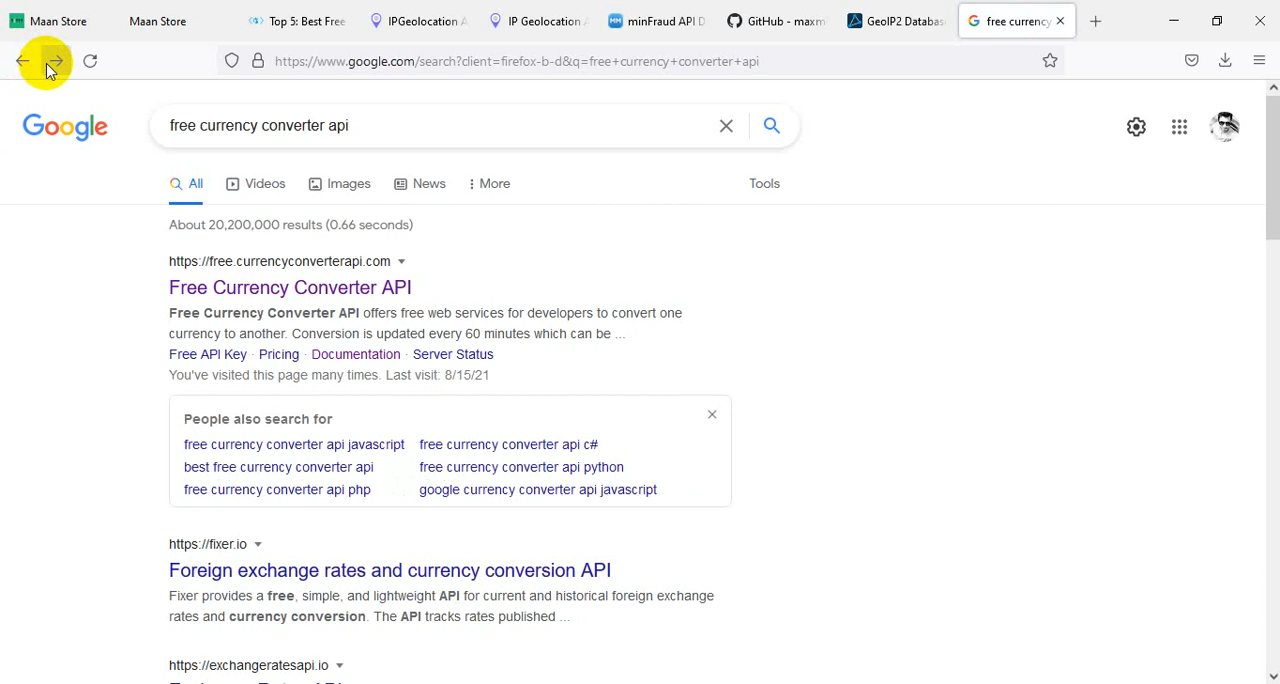 Maan Store
Maan Store
Top 5: Best Free
IPGeolocation A
IP Geolocation A
minFraud API D
GitHub - maxm
GeoIP2 Databas
free currency
https://www.google.com/search?client=firefox-b-d&q=free+currency+converter+api
Google
free currency converter api
All
Videos
Images
News
More
Tools
About 20,200,000 results (0.66 seconds)
https://free.currencyconverterapi.com
Free Currency Converter API
Free Currency Converter API offers free web services for developers to convert one
currency to another. Conversion is updated every 60 minutes which can be ...
Free API Key · Pricing · Documentation · Server Status
You've visited this page many times. Last visit: 8/15/21
People also search for
free currency converter api javascript
free currency converter api c#
best free currency converter api
free currency converter api python
free currency converter api php
google currency converter api javascript
https://fixer.io
Foreign exchange rates and currency conversion API
Fixer provides a free, simple, and lightweight API for current and historical foreign exchange
rates and currency conversion. The API tracks rates published ...
https://exchangeratesapi.io